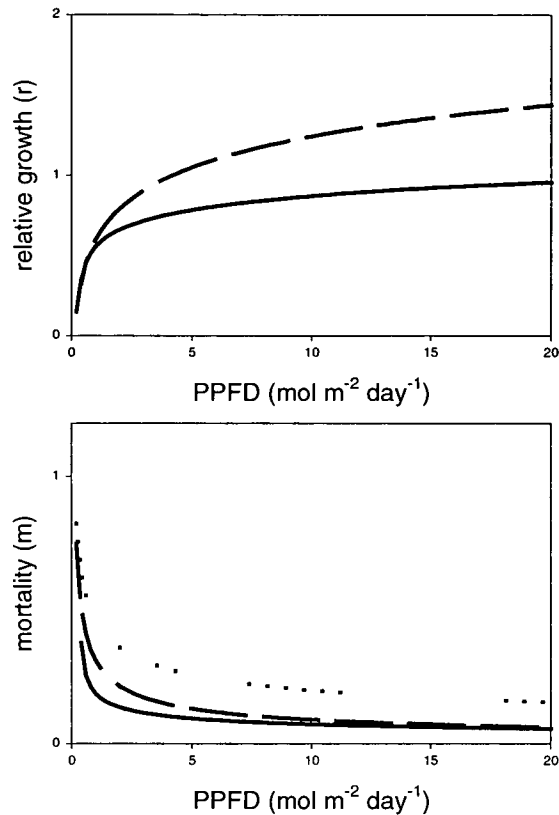 2
relative growth (r)
1
0
0 5 10 15 20
PPFD (mol m⁻² day⁻¹)
1
mortality (m)
0
0 5 10 15 20
PPFD (mol m⁻² day⁻¹)